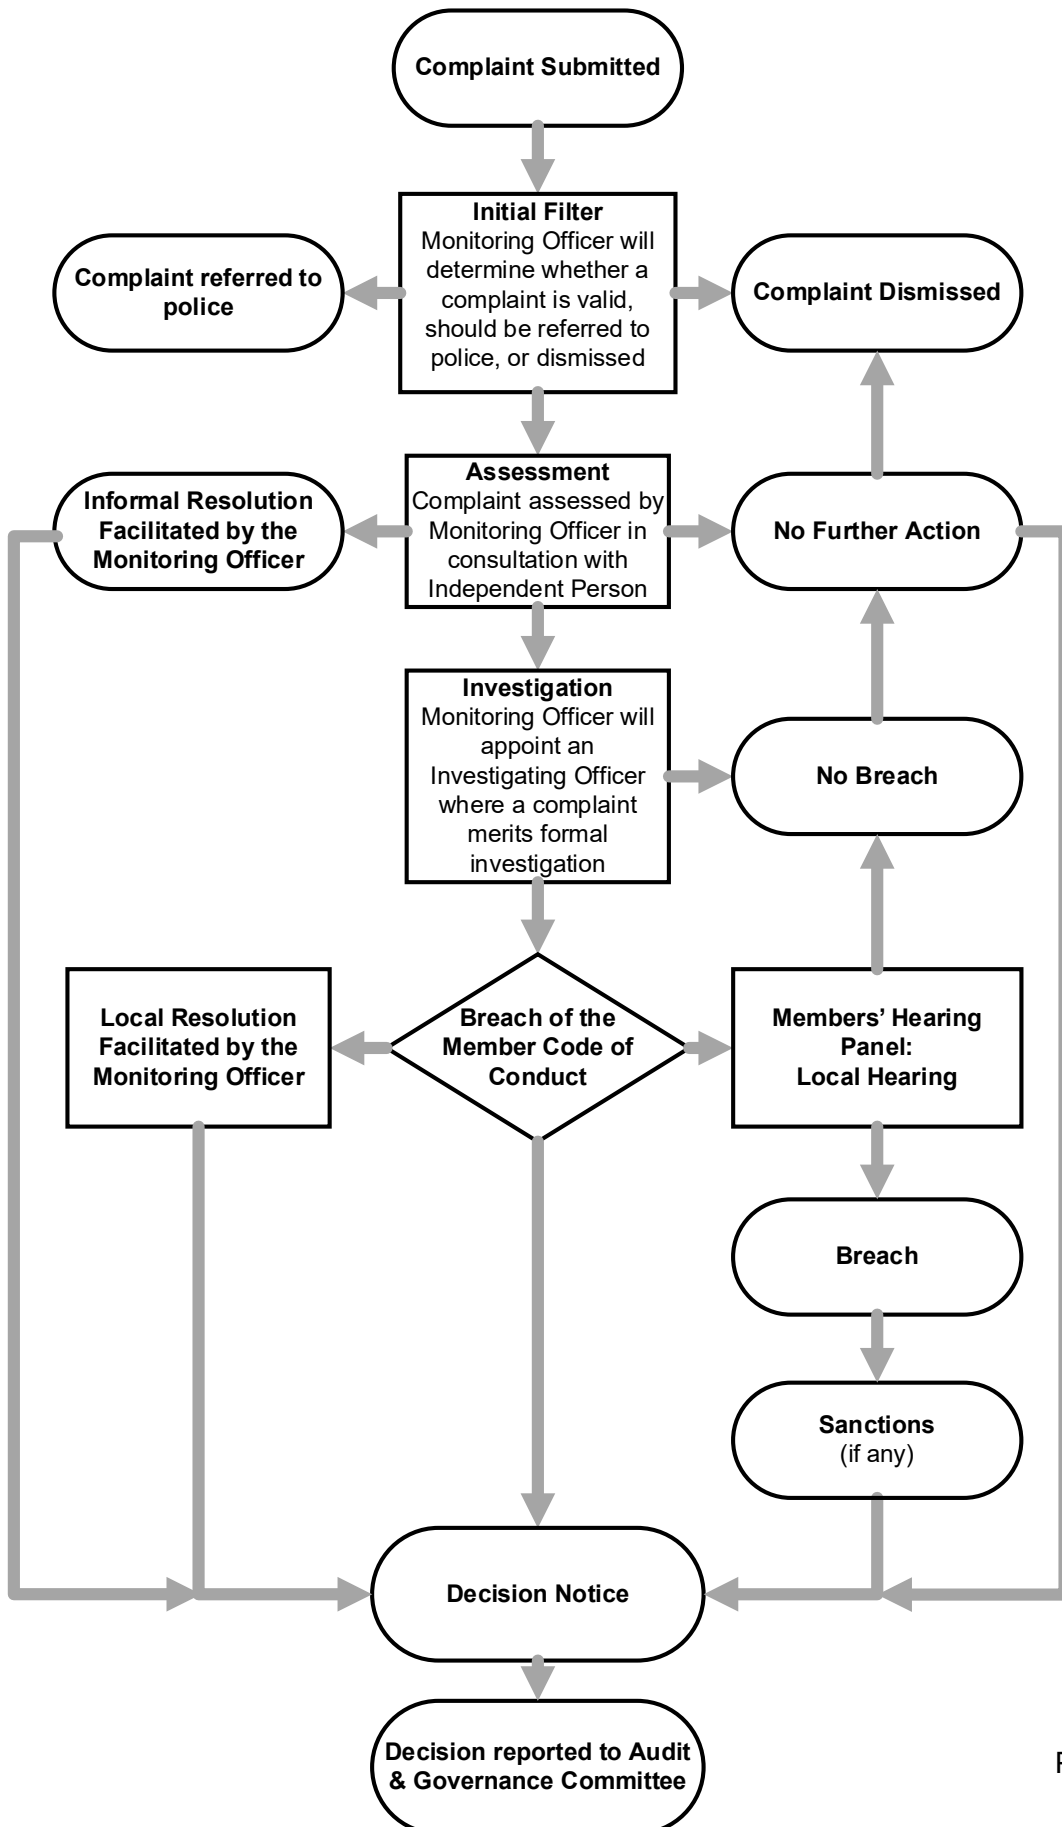 Complaint Submitted
Initial Filter
Monitoring Officer will
determine whether a
complaint is valid,
should be referred to
police, or dismissed
Complaint referred to
police
Complaint Dismissed
Assessment
Complaint assessed by
Monitoring Officer in
consultation with
Independent Person
Informal Resolution
Facilitated by the
Monitoring Officer
No Further Action
Investigation
Monitoring Officer will
appoint an
Investigating Officer
where a complaint
merits formal
investigation
No Breach
Local Resolution
Facilitated by the
Monitoring Officer
Breach of the
Member Code of
Conduct
Members’ Hearing
Panel:
Local Hearing
Breach
Sanctions
(if any)
Decision Notice
Decision reported to Audit
& Governance Committee